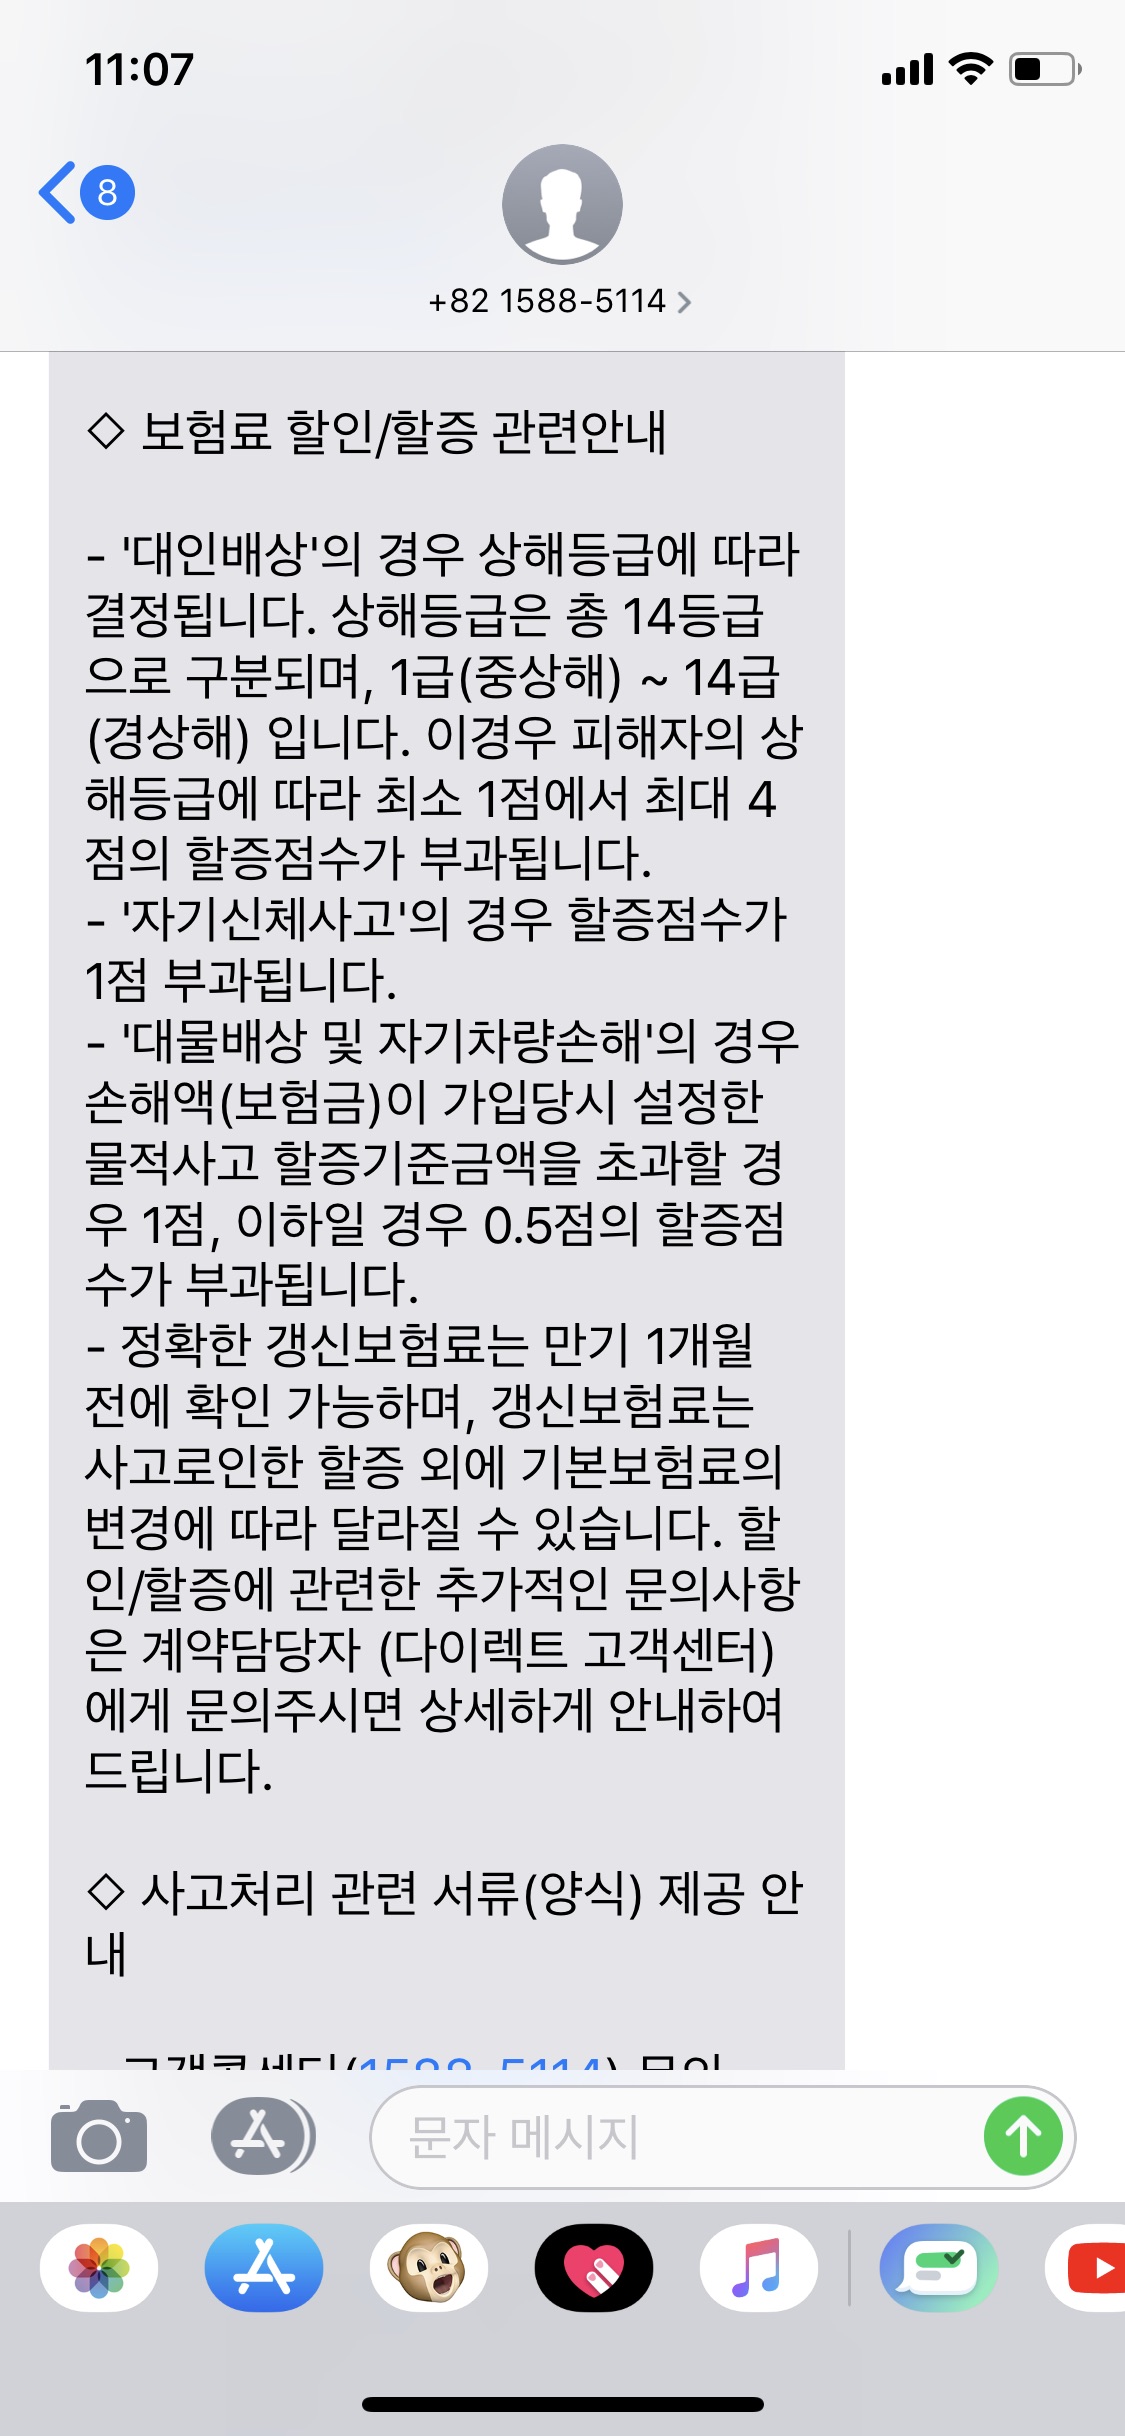 11:07
8
+82 1588-5114
◇ 보험료 할인/할증 관련안내
- '대인배상'의 경우 상해등급에 따라
결정됩니다. 상해등급은 총 14등급
으로 구분되며, 1급(중상해) ~ 14급
(경상해) 입니다. 이경우 피해자의 상
해등급에 따라 최소 1점에서 최대 4
점의 할증점수가 부과됩니다.
- '자기신체사고'의 경우 할증점수가
1점 부과됩니다.
- '대물배상 및 자기차량손해'의 경우
손해액(보험금)이 가입당시 설정한
물적사고 할증기준금액을 초과할 경
우 1점, 이하일 경우 0.5점의 할증점
수가 부과됩니다.
- 정확한 갱신보험료는 만기 1개월
전에 확인 가능하며, 갱신보험료는
사고로인한 할증 외에 기본보험료의
변경에 따라 달라질 수 있습니다. 할
인/할증에 관련한 추가적인 문의사항
은 계약담당자 (다이렉트 고객센터)
에게 문의주시면 상세하게 안내하여
드립니다.
◇ 사고처리 관련 서류(양식) 제공 안
내
고객콜센터(1588-5114) 문의
문자 메시지